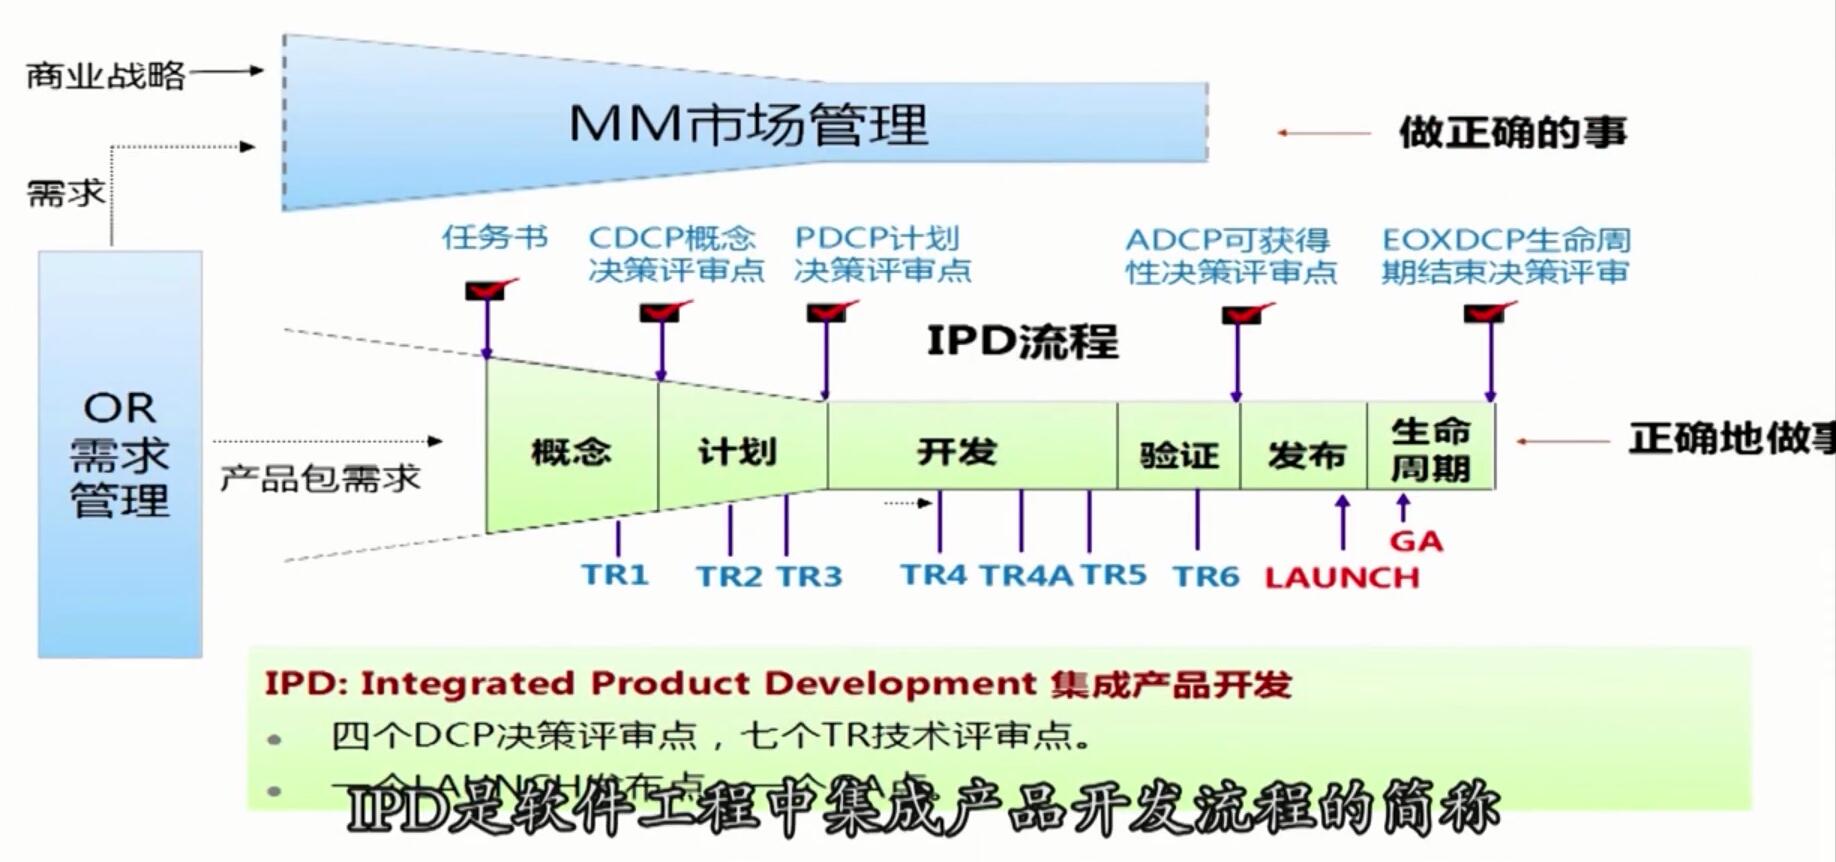 商业战略
MM市场管理
做正确的事
需求
任务书
CDCP概念
决策评审点
PDCP计划
决策评审点
ADCP可获得
性决策评审点
EOXDCP生命周
期结束决策评审
IPD流程
OR
需求
管理
产品包需求
概念
计划
开发
验证
发布
生命
周期
正确地做事
TR1
TR2
TR3
TR4
TR4A
TR5
TR6
LAUNCH
GA
IPD: Integrated Product Development 集成产品开发
四个DCP决策评审点，七个TR技术评审点。
一个LAUNCH发布点，一个GA点。
IPD是软件工程中集成产品开发流程的简称